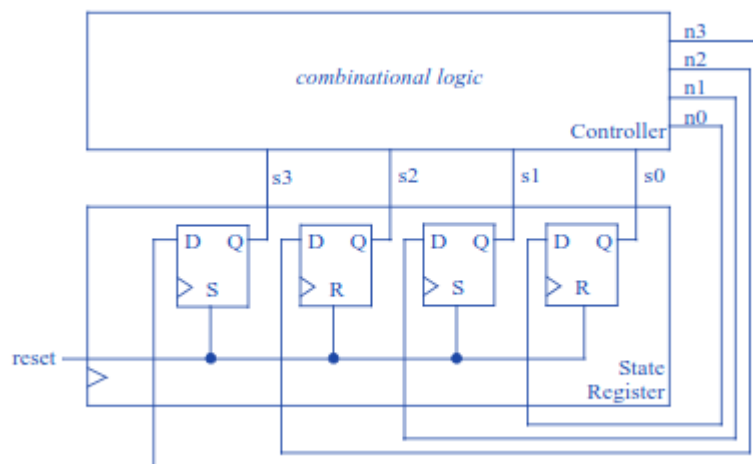 n3
n2
combinational logic
n1
n0
Controller
s3 s2 s1 s0
D Q D Q D Q D Q
S R S R
reset
State
Register